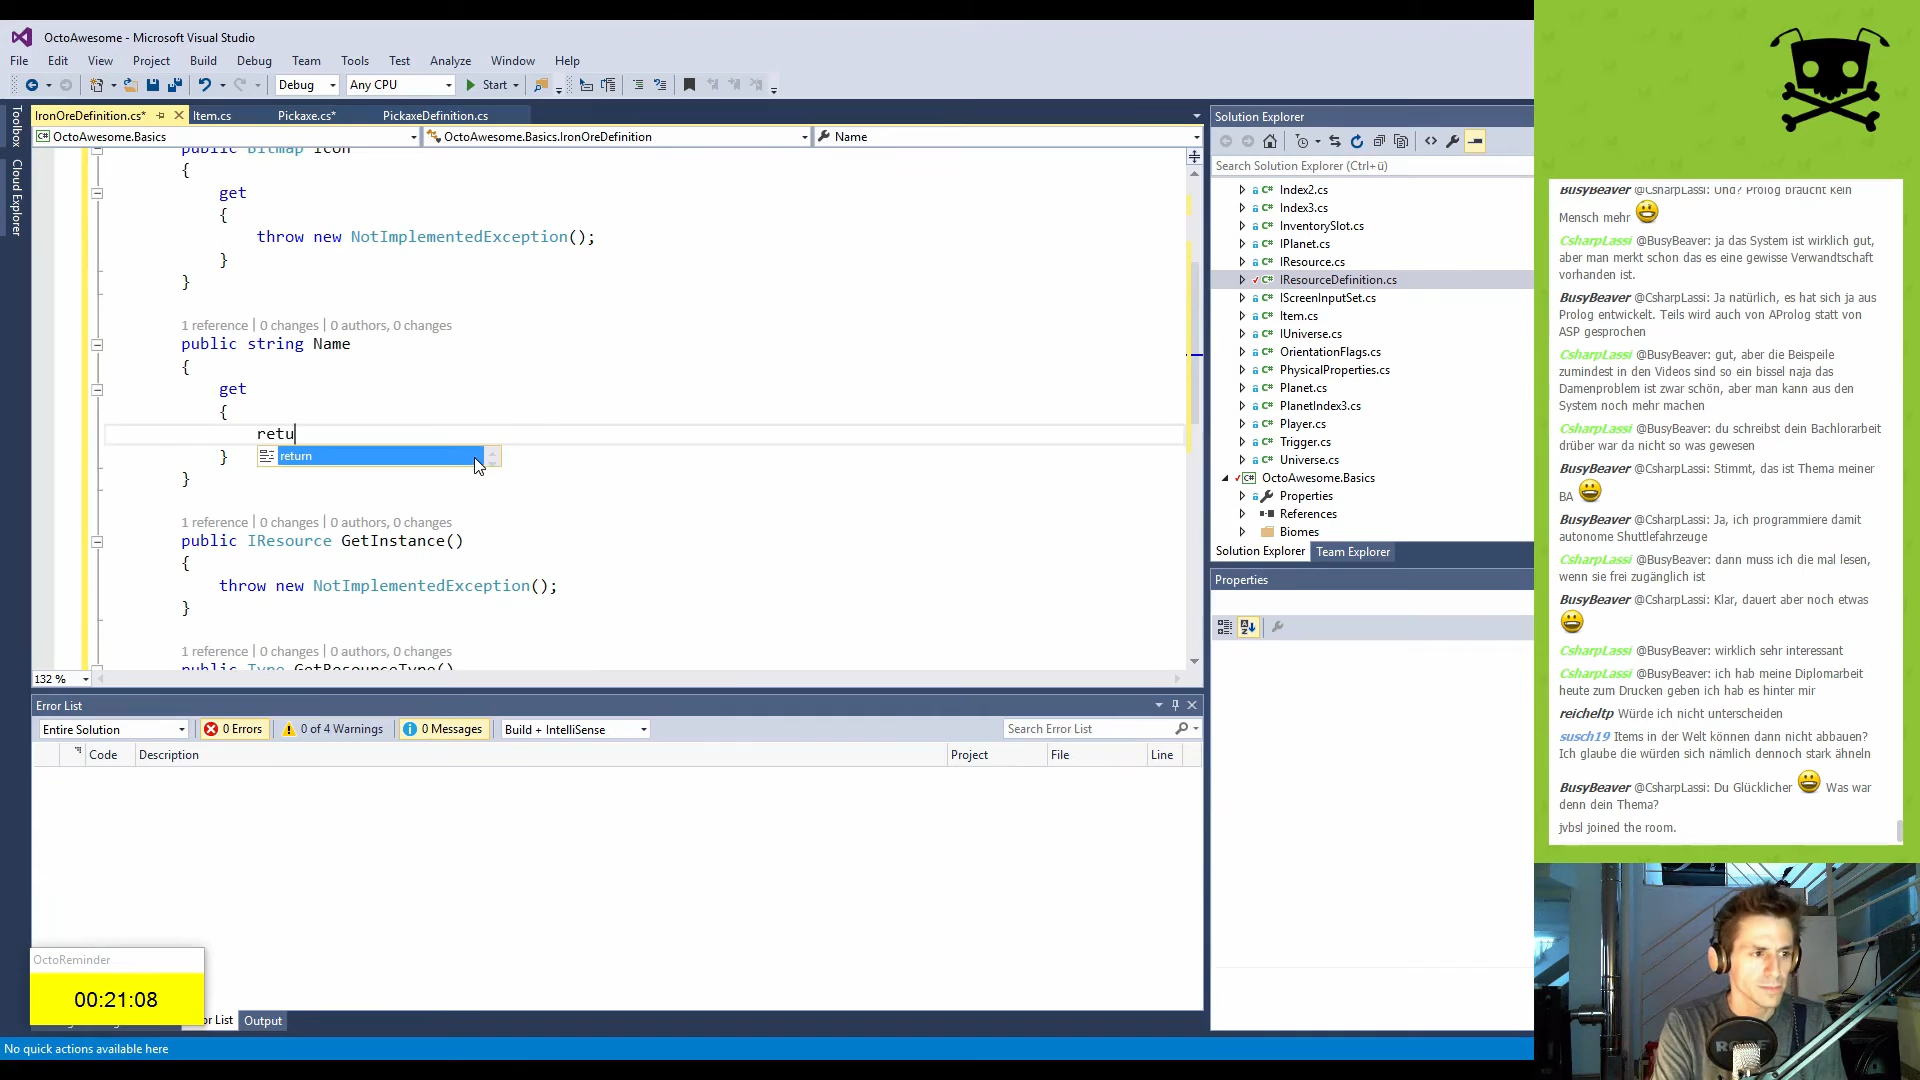 OctoAwesome - Microsoft Visual Studio
File Edit View Project Build Debug Team Tools Test Analyze Window Help
Debug Any CPU Start
Toolbox
Cloud Explorer
IronOreDefinition.cs* Item.cs Pickaxe.cs* PickaxeDefinition.cs
OctoAwesome.Basics OctoAwesome.Basics.IronOreDefinition Name
public Bitmap Icon
{
get
{
throw new NotImplementedException();
}
}
1 reference | 0 changes | 0 authors, 0 changes
public string Name
{
get
{
retu
return
}
}
1 reference | 0 changes | 0 authors, 0 changes
public IResource GetInstance()
{
throw new NotImplementedException();
}
1 reference | 0 changes | 0 authors, 0 changes
public Type GetResourceType()
132 %
Error List
Entire Solution 0 Errors 0 of 4 Warnings 0 Messages Build + IntelliSense Search Error List
Code Description Project File Line
Error List Output
No quick actions available here
OctoReminder
00:21:08
Solution Explorer
Search Solution Explorer (Ctrl+ü)
Index2.cs
Index3.cs
InventorySlot.cs
IPlanet.cs
IResource.cs
IResourceDefinition.cs
IScreenInputSet.cs
Item.cs
IUniverse.cs
OrientationFlags.cs
PhysicalProperties.cs
Planet.cs
PlanetIndex3.cs
Player.cs
Trigger.cs
Universe.cs
OctoAwesome.Basics
Properties
References
Biomes
Solution Explorer Team Explorer
Properties
BusyBeaver @CsharpLassi: Und? Prolog braucht kein
Mensch mehr
CsharpLassi @BusyBeaver: ja das System ist wirklich gut,
aber man merkt schon das es eine gewisse Verwandtschaft
vorhanden ist.
BusyBeaver @CsharpLassi: Ja natürlich, es hat sich ja aus
Prolog entwickelt. Teils wird auch von AProlog statt von
ASP gesprochen
CsharpLassi @BusyBeaver: gut, aber die Beispeile
zumindest in den Videos sind so ein bissel naja das
Damenproblem ist zwar schön, aber man kann aus den
System noch mehr machen
CsharpLassi @BusyBeaver: du schreibst dein Bachlorarbeit
drüber war da nicht so was gewesen
BusyBeaver @CsharpLassi: Stimmt, das ist Thema meiner
BA
BusyBeaver @CsharpLassi: Ja, ich programmiere damit
autonome Shuttlefahrzeuge
CsharpLassi @BusyBeaver: dann muss ich die mal lesen,
wenn sie frei zugänglich ist
BusyBeaver @CsharpLassi: Klar, dauert aber noch etwas
CsharpLassi @BusyBeaver: wirklich sehr interessant
CsharpLassi @BusyBeaver: ich hab meine Diplomarbeit
heute zum Drucken geben ich hab es hinter mir
reicheltp Würde ich nicht unterscheiden
susch19 Items in der Welt können dann nicht abbauen?
Ich glaube die würden sich nämlich dennoch stark ähneln
BusyBeaver @CsharpLassi: Du Glücklicher Was war
denn dein Thema?
jvbsl joined the room.